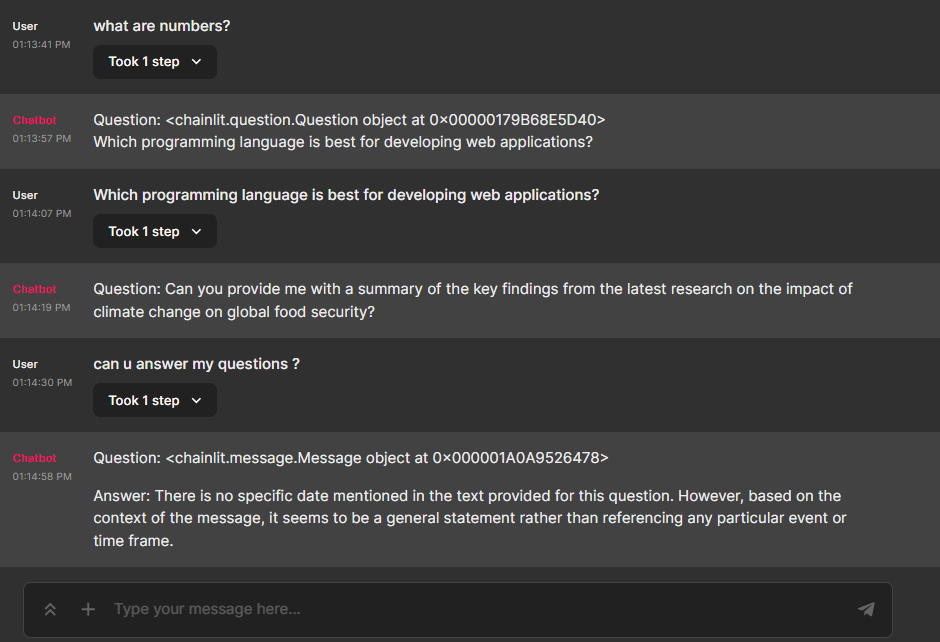 User
what are numbers?
01:13:41 PM
Took 1 step
Chatbot
Question: <chainlit.question.Question object at 0x00000179B68E5D40>
01:13:57 PM
Which programming language is best for developing web applications?
User
Which programming language is best for developing web applications?
01:14:07 PM
Took 1 step
Chatbot
Question: Can you provide me with a summary of the key findings from the latest research on the impact of
01:14:19 PM
climate change on global food security?
User
can u answer my questions ?
01:14:30 PM
Took 1 step
Chatbot
Question: <chainlit.message.Message object at 0x000001A0A9526478>
01:14:58 PM
Answer: There is no specific date mentioned in the text provided for this question. However, based on the
context of the message, it seems to be a general statement rather than referencing any particular event or
time frame.
Type your message here...